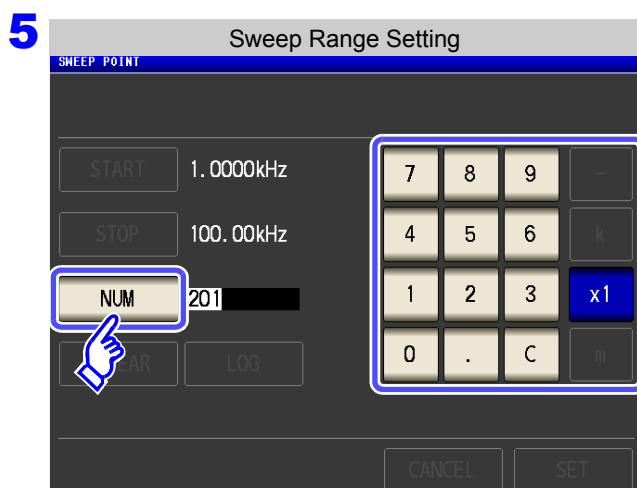 5
Sweep Range Setting
SWEEP POINT
START 1.0000kHz 7 8 9 -
STOP 100.00kHz 4 5 6 k
NUM 201 1 2 3 x1
EAR LOG 0 . C m
CANCEL SET